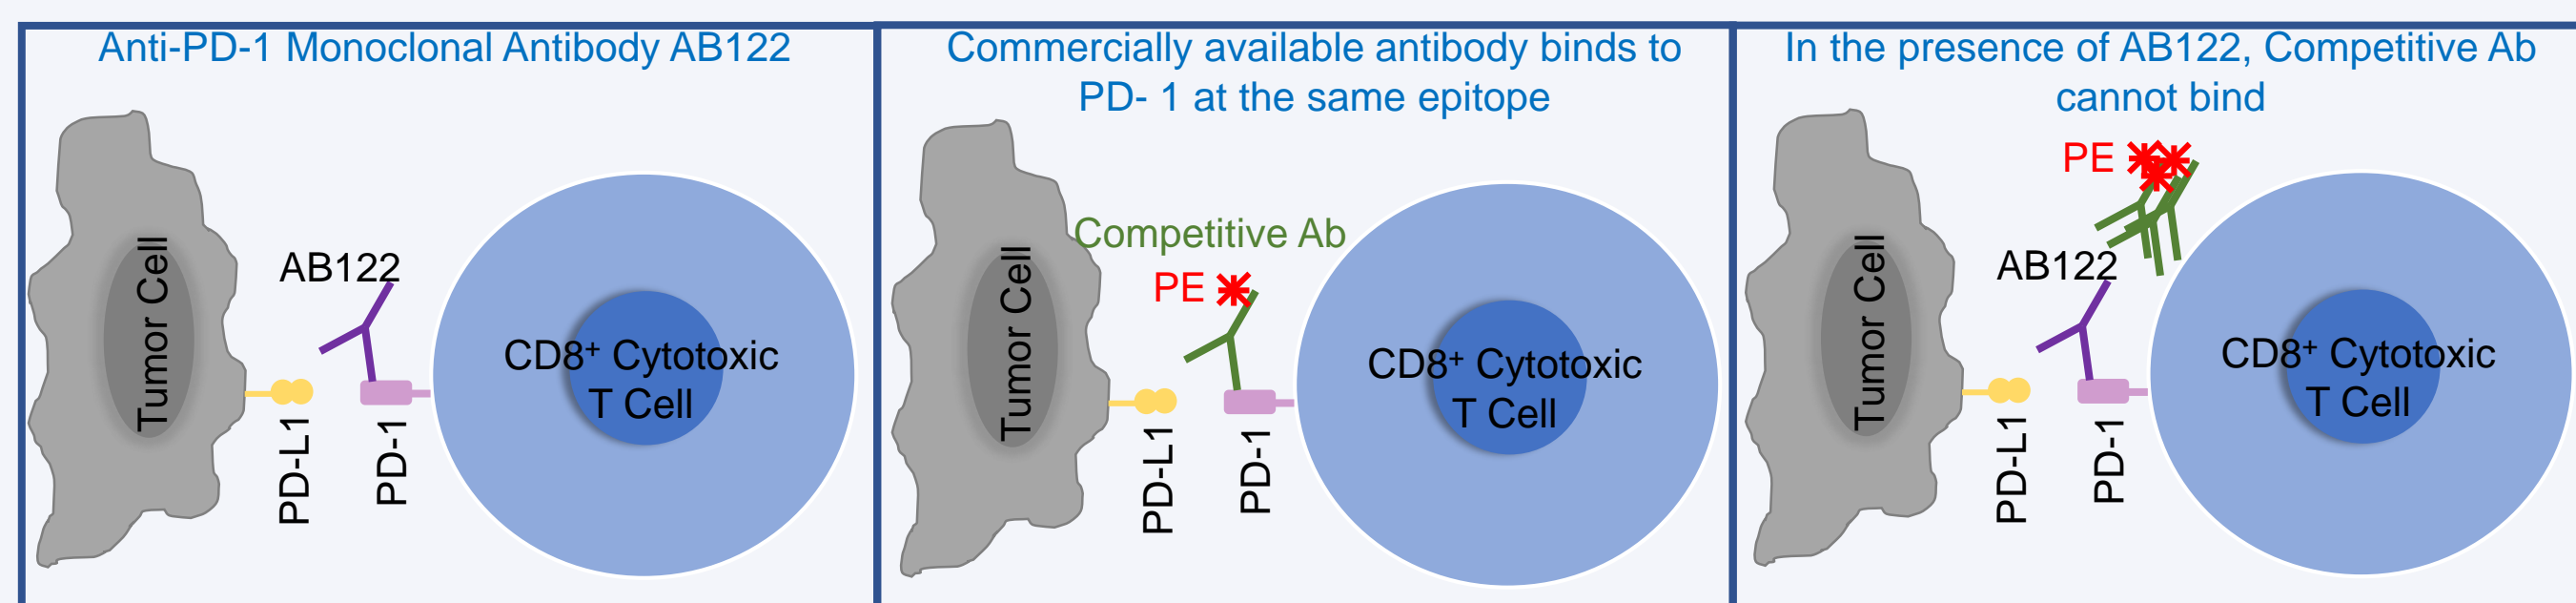 Anti-PD-1 Monoclonal Antibody AB122
AB122
Tumor Cell
CD8⁺ Cytotoxic
T Cell
PD-L1
PD-1
Commercially available antibody binds to
PD- 1 at the same epitope
Competitive Ab
PE
Tumor Cell
CD8⁺ Cytotoxic
T Cell
PD-L1
PD-1
In the presence of AB122, Competitive Ab
cannot bind
PE
AB122
Tumor Cell
CD8⁺ Cytotoxic
T Cell
PD-L1
PD-1